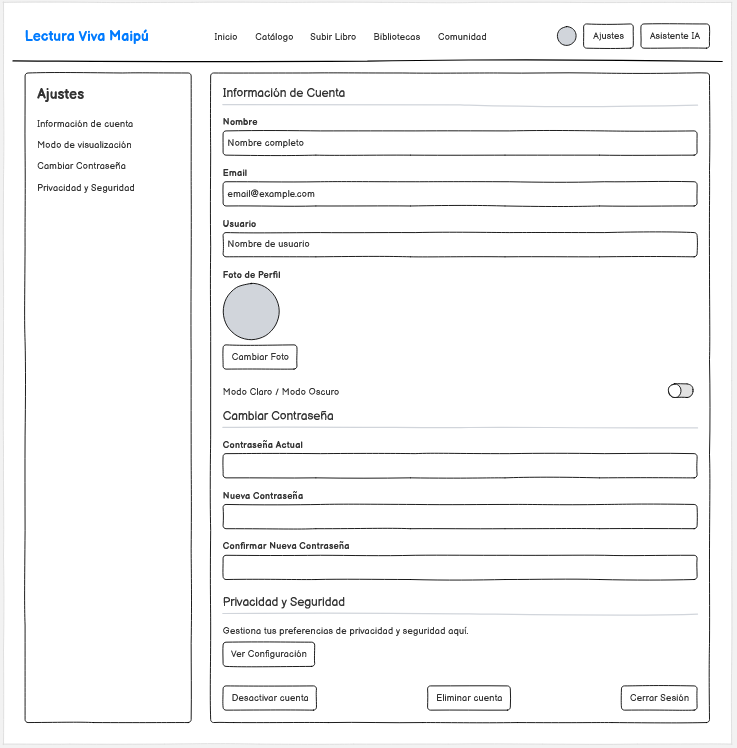 Lectura Viva Maipú
Inicio Catálogo Subir Libro Bibliotecas Comunidad
Ajustes Asistente IA
Ajustes
Información de cuenta
Modo de visualización
Cambiar Contraseña
Privacidad y Seguridad
Información de Cuenta
Nombre
Nombre completo
Email
email@example.com
Usuario
Nombre de usuario
Foto de Perfil
Cambiar Foto
Modo Claro / Modo Oscuro
Cambiar Contraseña
Contraseña Actual
Nueva Contraseña
Confirmar Nueva Contraseña
Privacidad y Seguridad
Gestiona tus preferencias de privacidad y seguridad aquí.
Ver Configuración
Desactivar cuenta Eliminar cuenta Cerrar Sesión